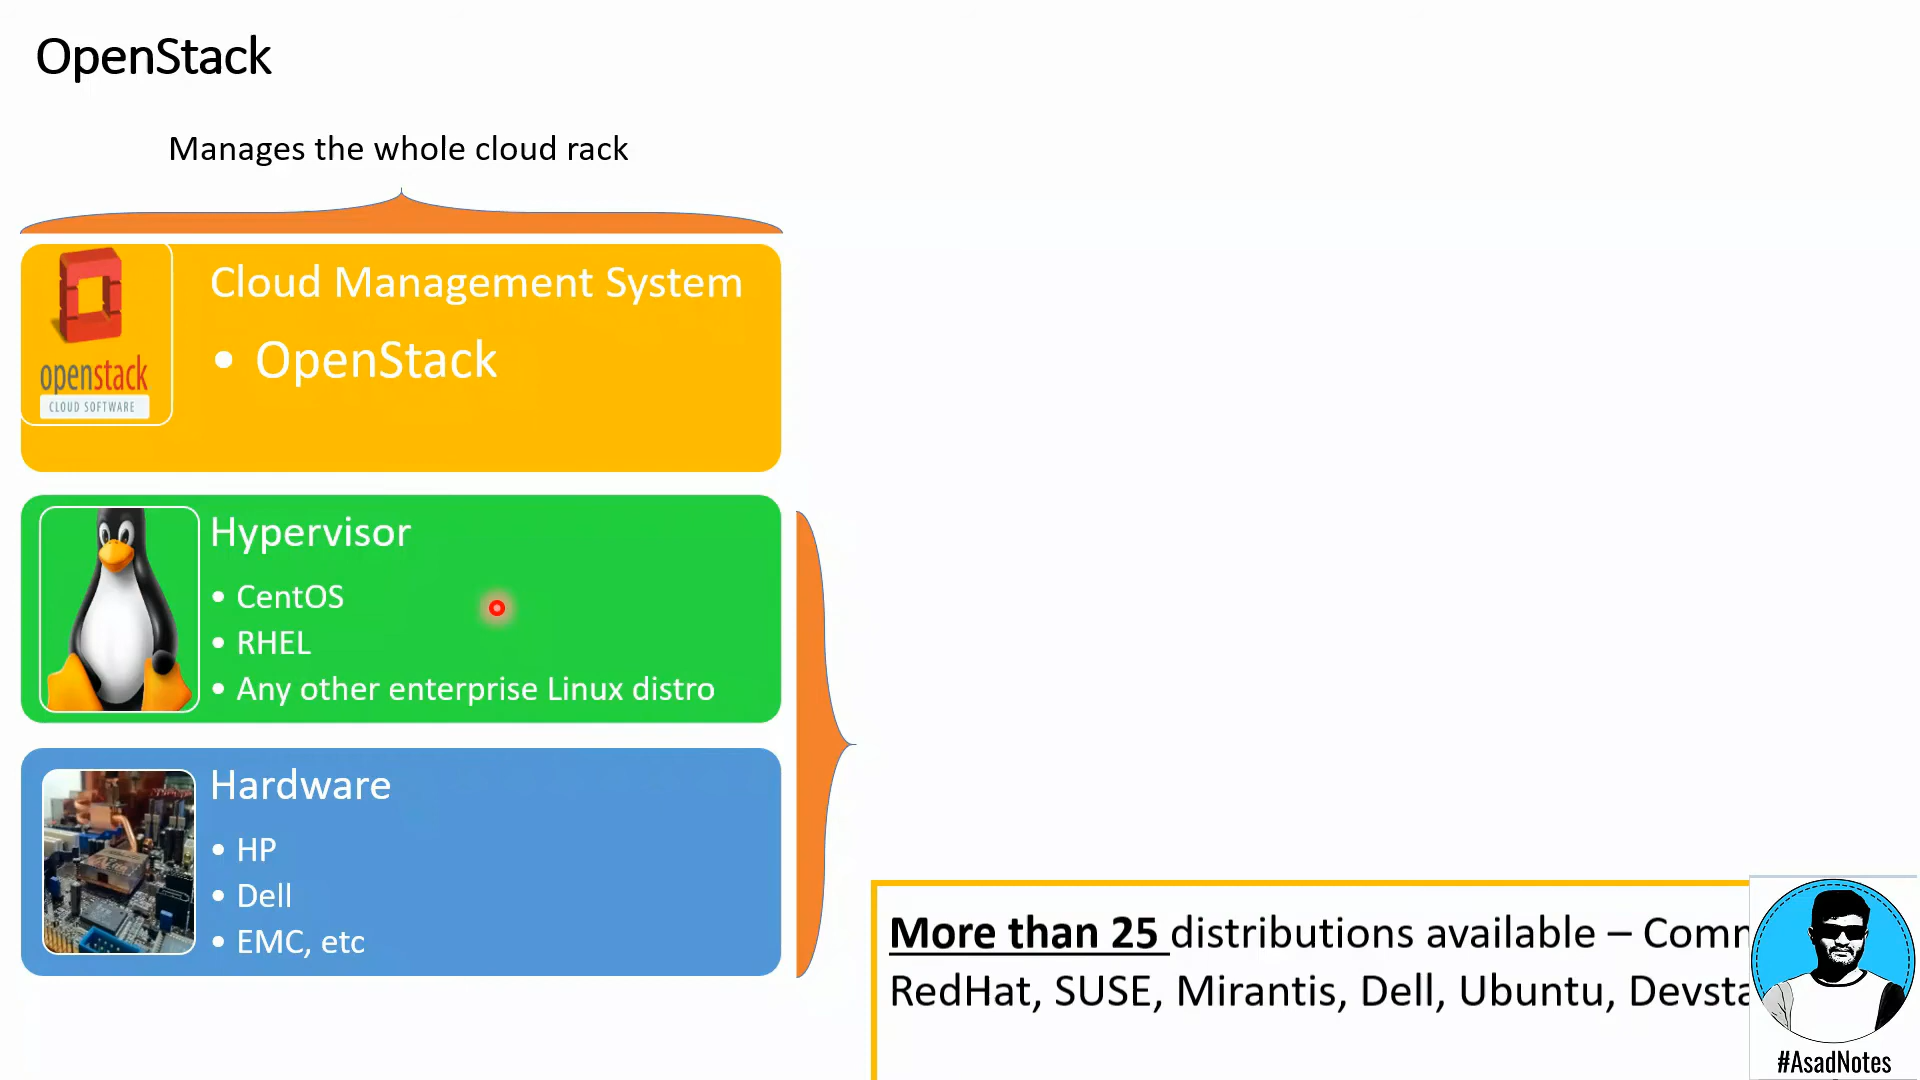 OpenStack
Manages the whole cloud rack
openstack
CLOUD SOFTWARE
Cloud Management System
• OpenStack
Hypervisor
• CentOS
• RHEL
• Any other enterprise Linux distro
Hardware
• HP
• Dell
• EMC, etc
More than 25 distributions available –
RedHat, SUSE, Mirantis, Dell, Ubuntu,
#AsadNotes